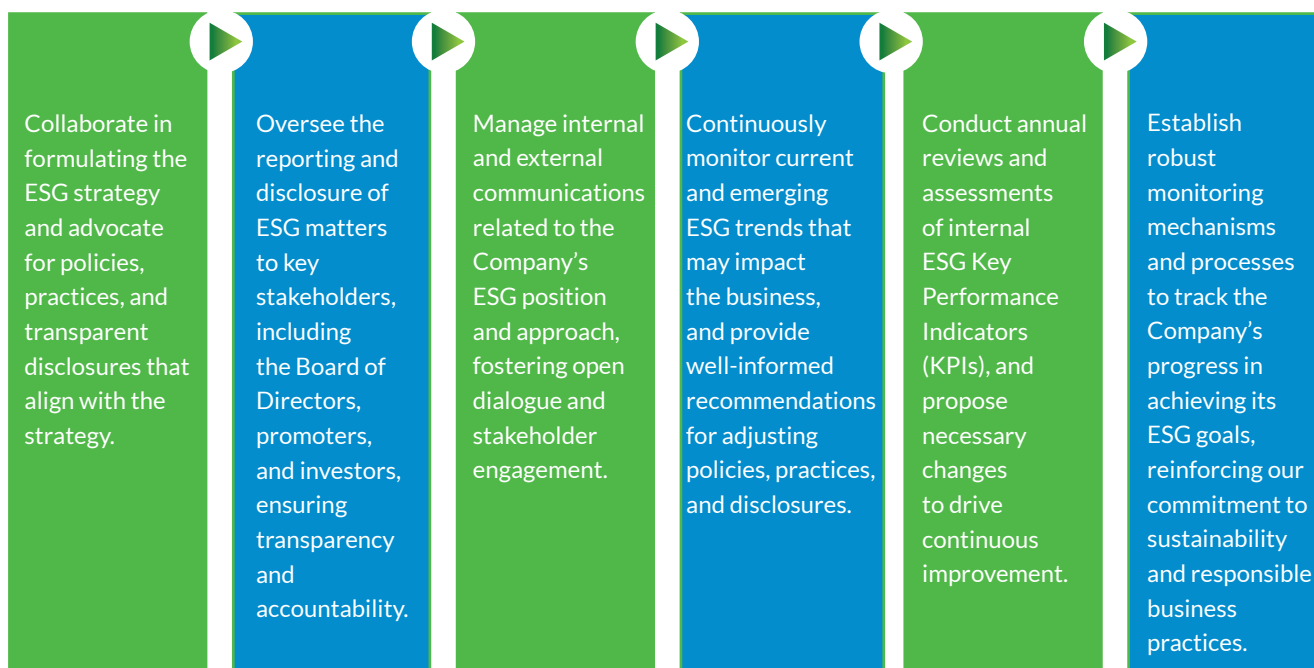 Collaborate in
formulating the
ESG strategy
and advocate
for policies,
practices, and
transparent
disclosures that
align with the
strategy.
Oversee the
reporting and
disclosure of
ESG matters
to key
stakeholders,
including
the Board of
Directors,
promoters,
and investors,
ensuring
transparency
and
accountability.
Manage internal
and external
communications
related to the
Company’s
ESG position
and approach,
fostering open
dialogue and
stakeholder
engagement.
Continuously
monitor current
and emerging
ESG trends that
may impact
the business,
and provide
well-informed
recommendations
for adjusting
policies, practices,
and disclosures.
Conduct annual
reviews and
assessments
of internal
ESG Key
Performance
Indicators
(KPIs), and
propose
necessary
changes
to drive
continuous
improvement.
Establish
robust
monitoring
mechanisms
and processes
to track the
Company’s
progress in
achieving its
ESG goals,
reinforcing our
commitment to
sustainability
and responsible
business
practices.